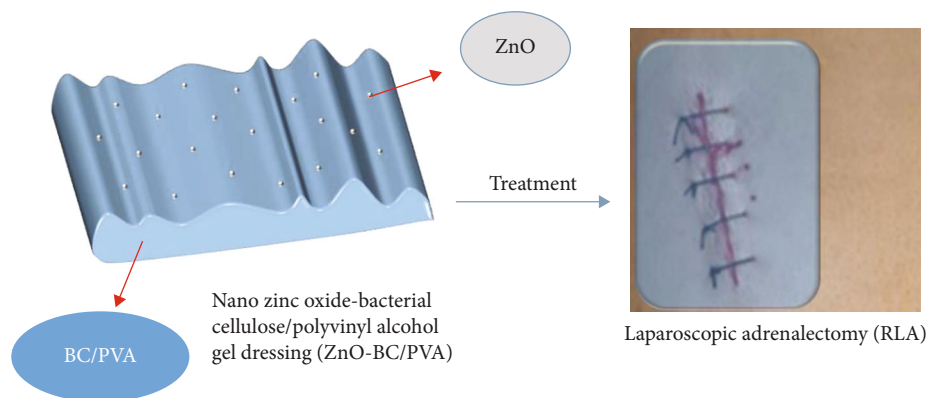 ZnO
Treatment
BC/PVA
Nano zinc oxide-bacterial
cellulose/polyvinyl alcohol
gel dressing (ZnO-BC/PVA)
Laparoscopic adrenalectomy (RLA)